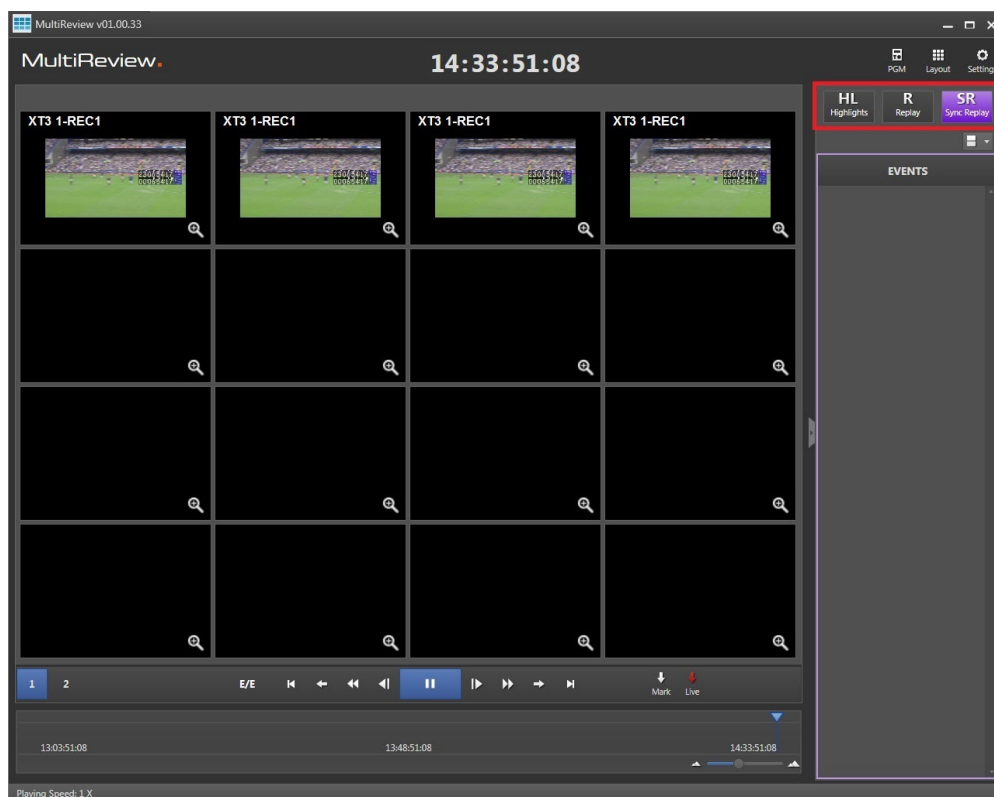 MultiReview v01.00.33
MultiReview.
14:33:51:08
PGM Layout Setting
HL R SR
Highlights Replay Sync Replay
XT3 1-REC1 XT3 1-REC1 XT3 1-REC1 XT3 1-REC1
EVENTS
1 2 E/E Mark Live
13:03:51:08 13:48:51:08 14:33:51:08
Playing Speed: 1 X